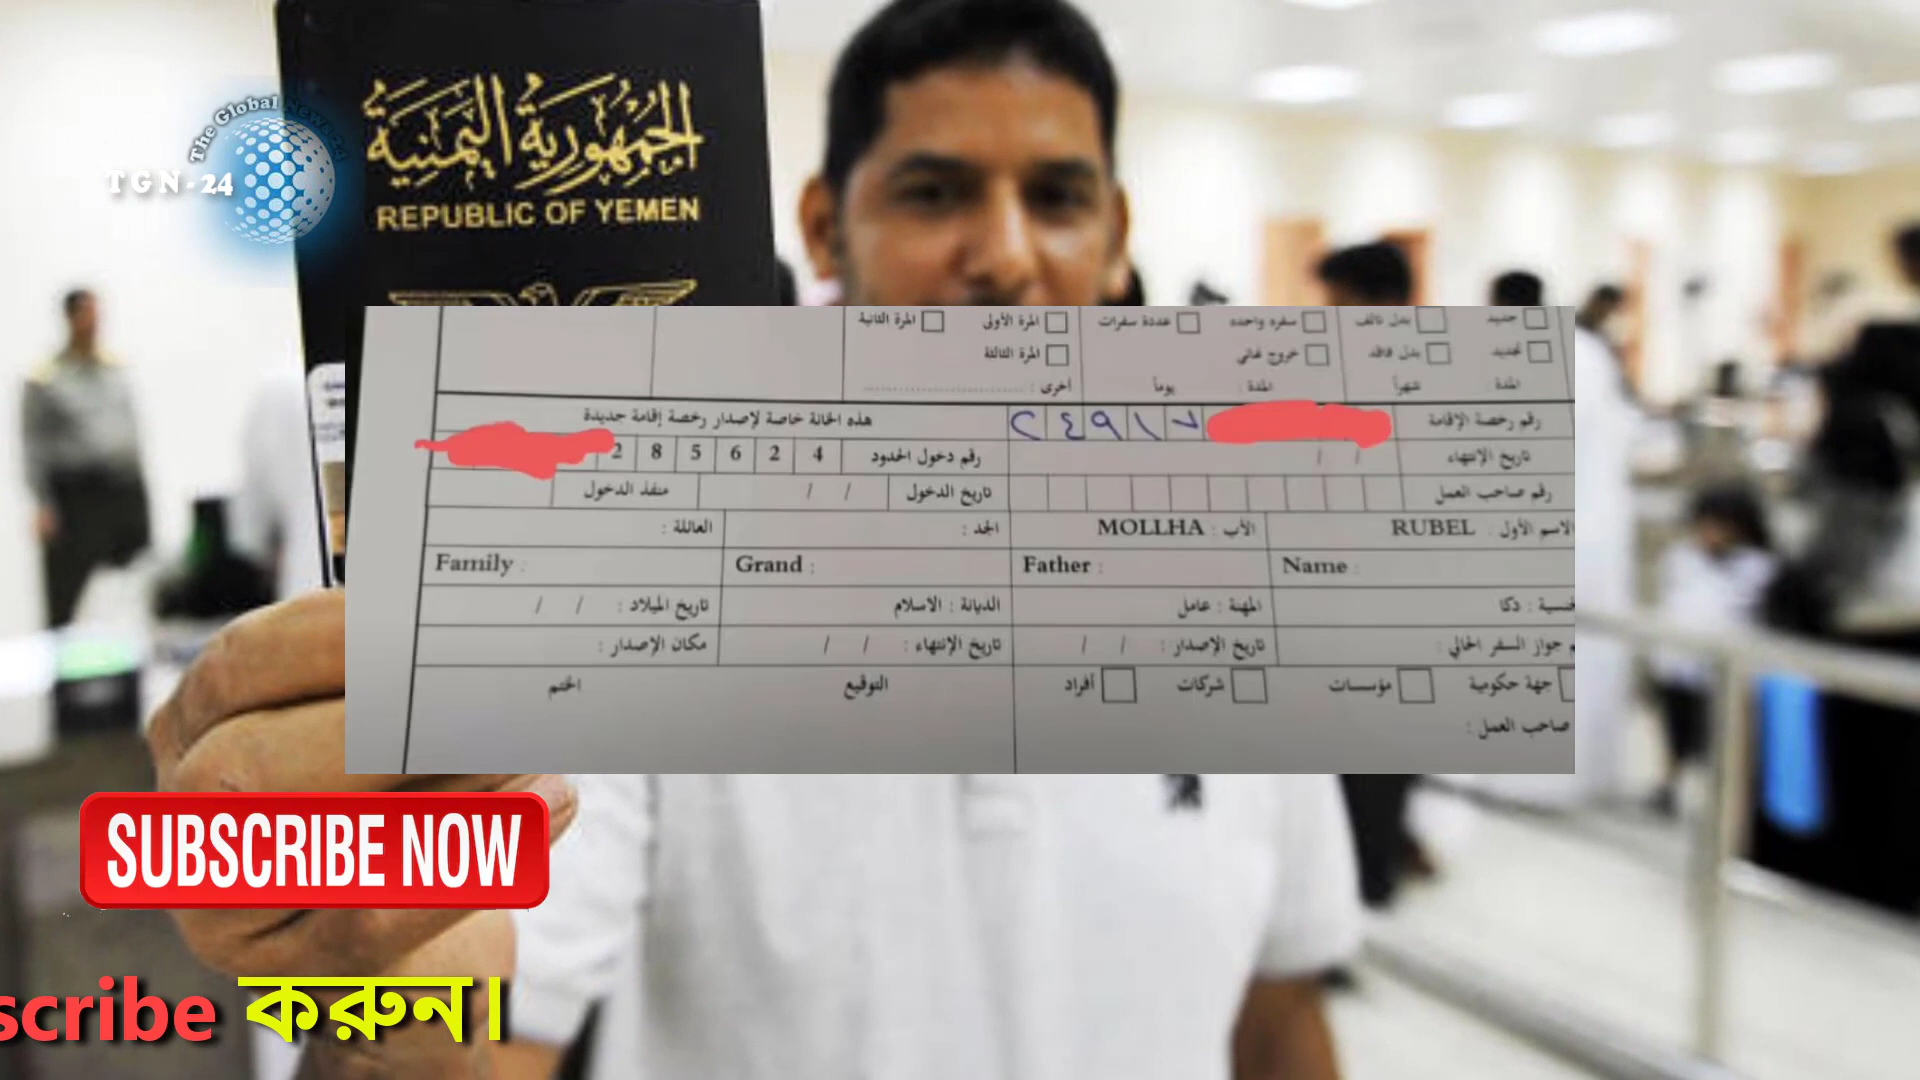 الجمهورية اليمنية
REPUBLIC OF YEMEN
The Global News-24
TGN-24
جديد بدل تالف سفره واحده عددة سفرات المرة الأولى المرة الثانية
تجديد بدل فاقد خروج نهائي المرة الثالثة
المدة : شهراً المدة : يوماً أخرى :
رقم رخصة الإقامة ٢٤٩١٧ هذه الخانة خاصة لإصدار رخصة إقامة جديدة
تاريخ الإنتهاء / / رقم دخول الحدود 2 8 5 6 2 4
رقم صاحب العمل تاريخ الدخول / / منفذ الدخول
الاسم الأول : RUBEL الأب : MOLLHA الجد : العائلة :
Family : Grand : Father : Name :
دكا المهنة : عامل الديانة : الاسلام تاريخ الميلاد : / /
جواز السفر الحالي : تاريخ الإصدار : / / تاريخ الإنتهاء : / / مكان الإصدار :
جهة حكومية مؤسسات شركات أفراد التوقيع الختم
صاحب العمل :
SUBSCRIBE NOW
scribe করুন।